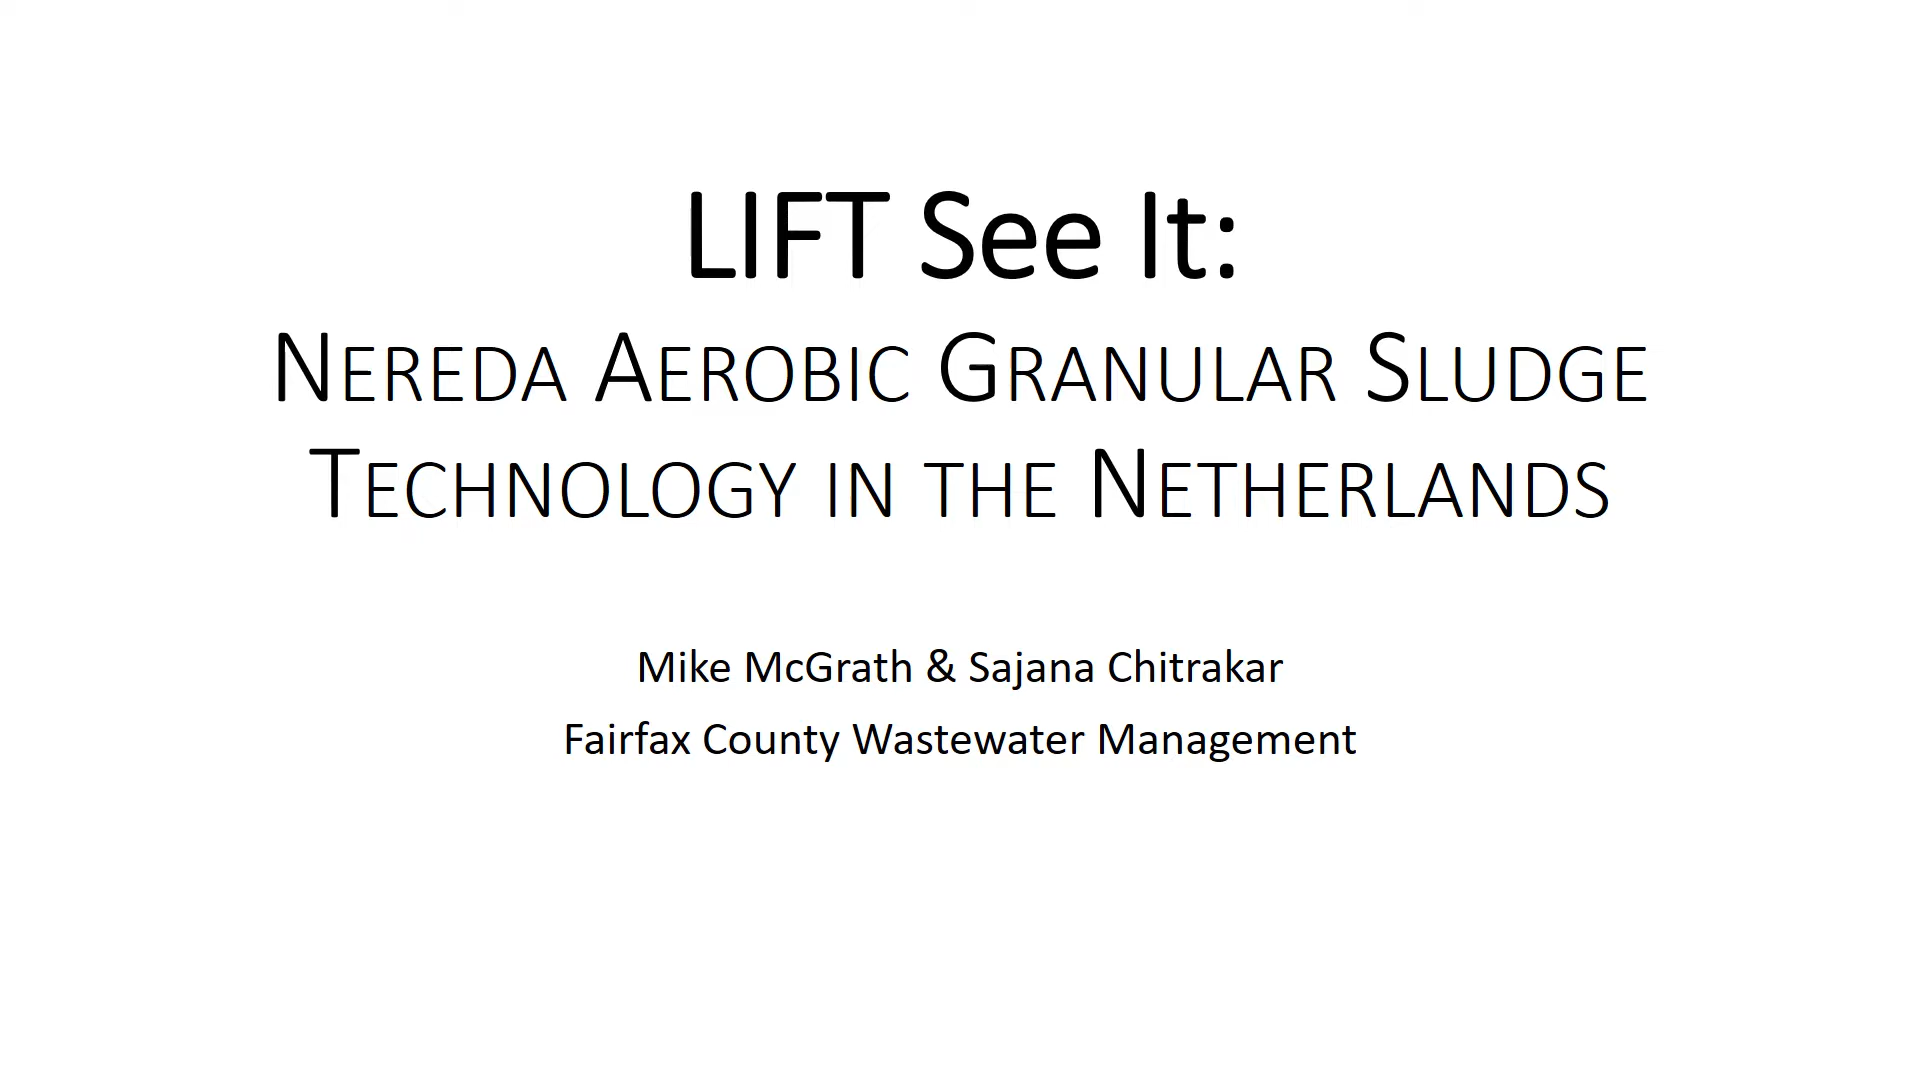 LIFT See It:
NEREDA AEROBIC GRANULAR SLUDGE
TECHNOLOGY IN THE NETHERLANDS
Mike McGrath & Sajana Chitrakar
Fairfax County Wastewater Management